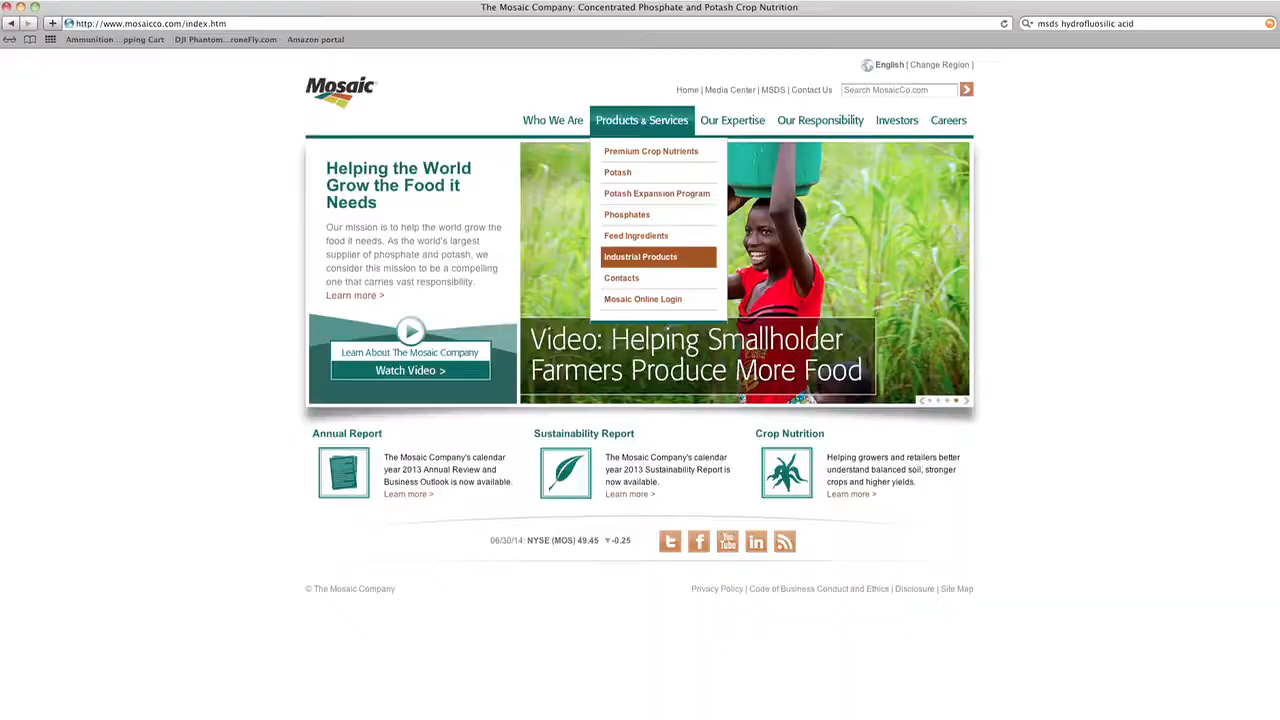 The Mosaic Company: Concentrated Phosphate and Potash Crop Nutrition
http://www.mosaicco.com/index.htm
msds hydrofluosilic acid
Ammunition ...pping Cart DJI Phantom...roneFly.com Amazon portal
English | Change Region |
Mosaic
Home | Media Center | MSDS | Contact Us
Search MosaicCo.com
Who We Are Products & Services Our Expertise Our Responsibility Investors Careers
Premium Crop Nutrients
Potash
Potash Expansion Program
Phosphates
Feed Ingredients
Industrial Products
Contacts
Mosaic Online Login
Helping the World
Grow the Food it
Needs
Our mission is to help the world grow the
food it needs. As the world's largest
supplier of phosphate and potash, we
consider this mission to be a compelling
one that carries vast responsibility.
Learn more >
Learn About The Mosaic Company
Watch Video >
Video: Helping Smallholder
Farmers Produce More Food
Annual Report
The Mosaic Company's calendar
year 2013 Annual Review and
Business Outlook is now available.
Learn more >
Sustainability Report
The Mosaic Company's calendar
year 2013 Sustainability Report is
now available.
Learn more >
Crop Nutrition
Helping growers and retailers better
understand balanced soil, stronger
crops and higher yields.
Learn more >
06/30/14: NYSE (MOS) 49.45 ▼-0.25
You
Tube
in
© The Mosaic Company
Privacy Policy | Code of Business Conduct and Ethics | Disclosure | Site Map